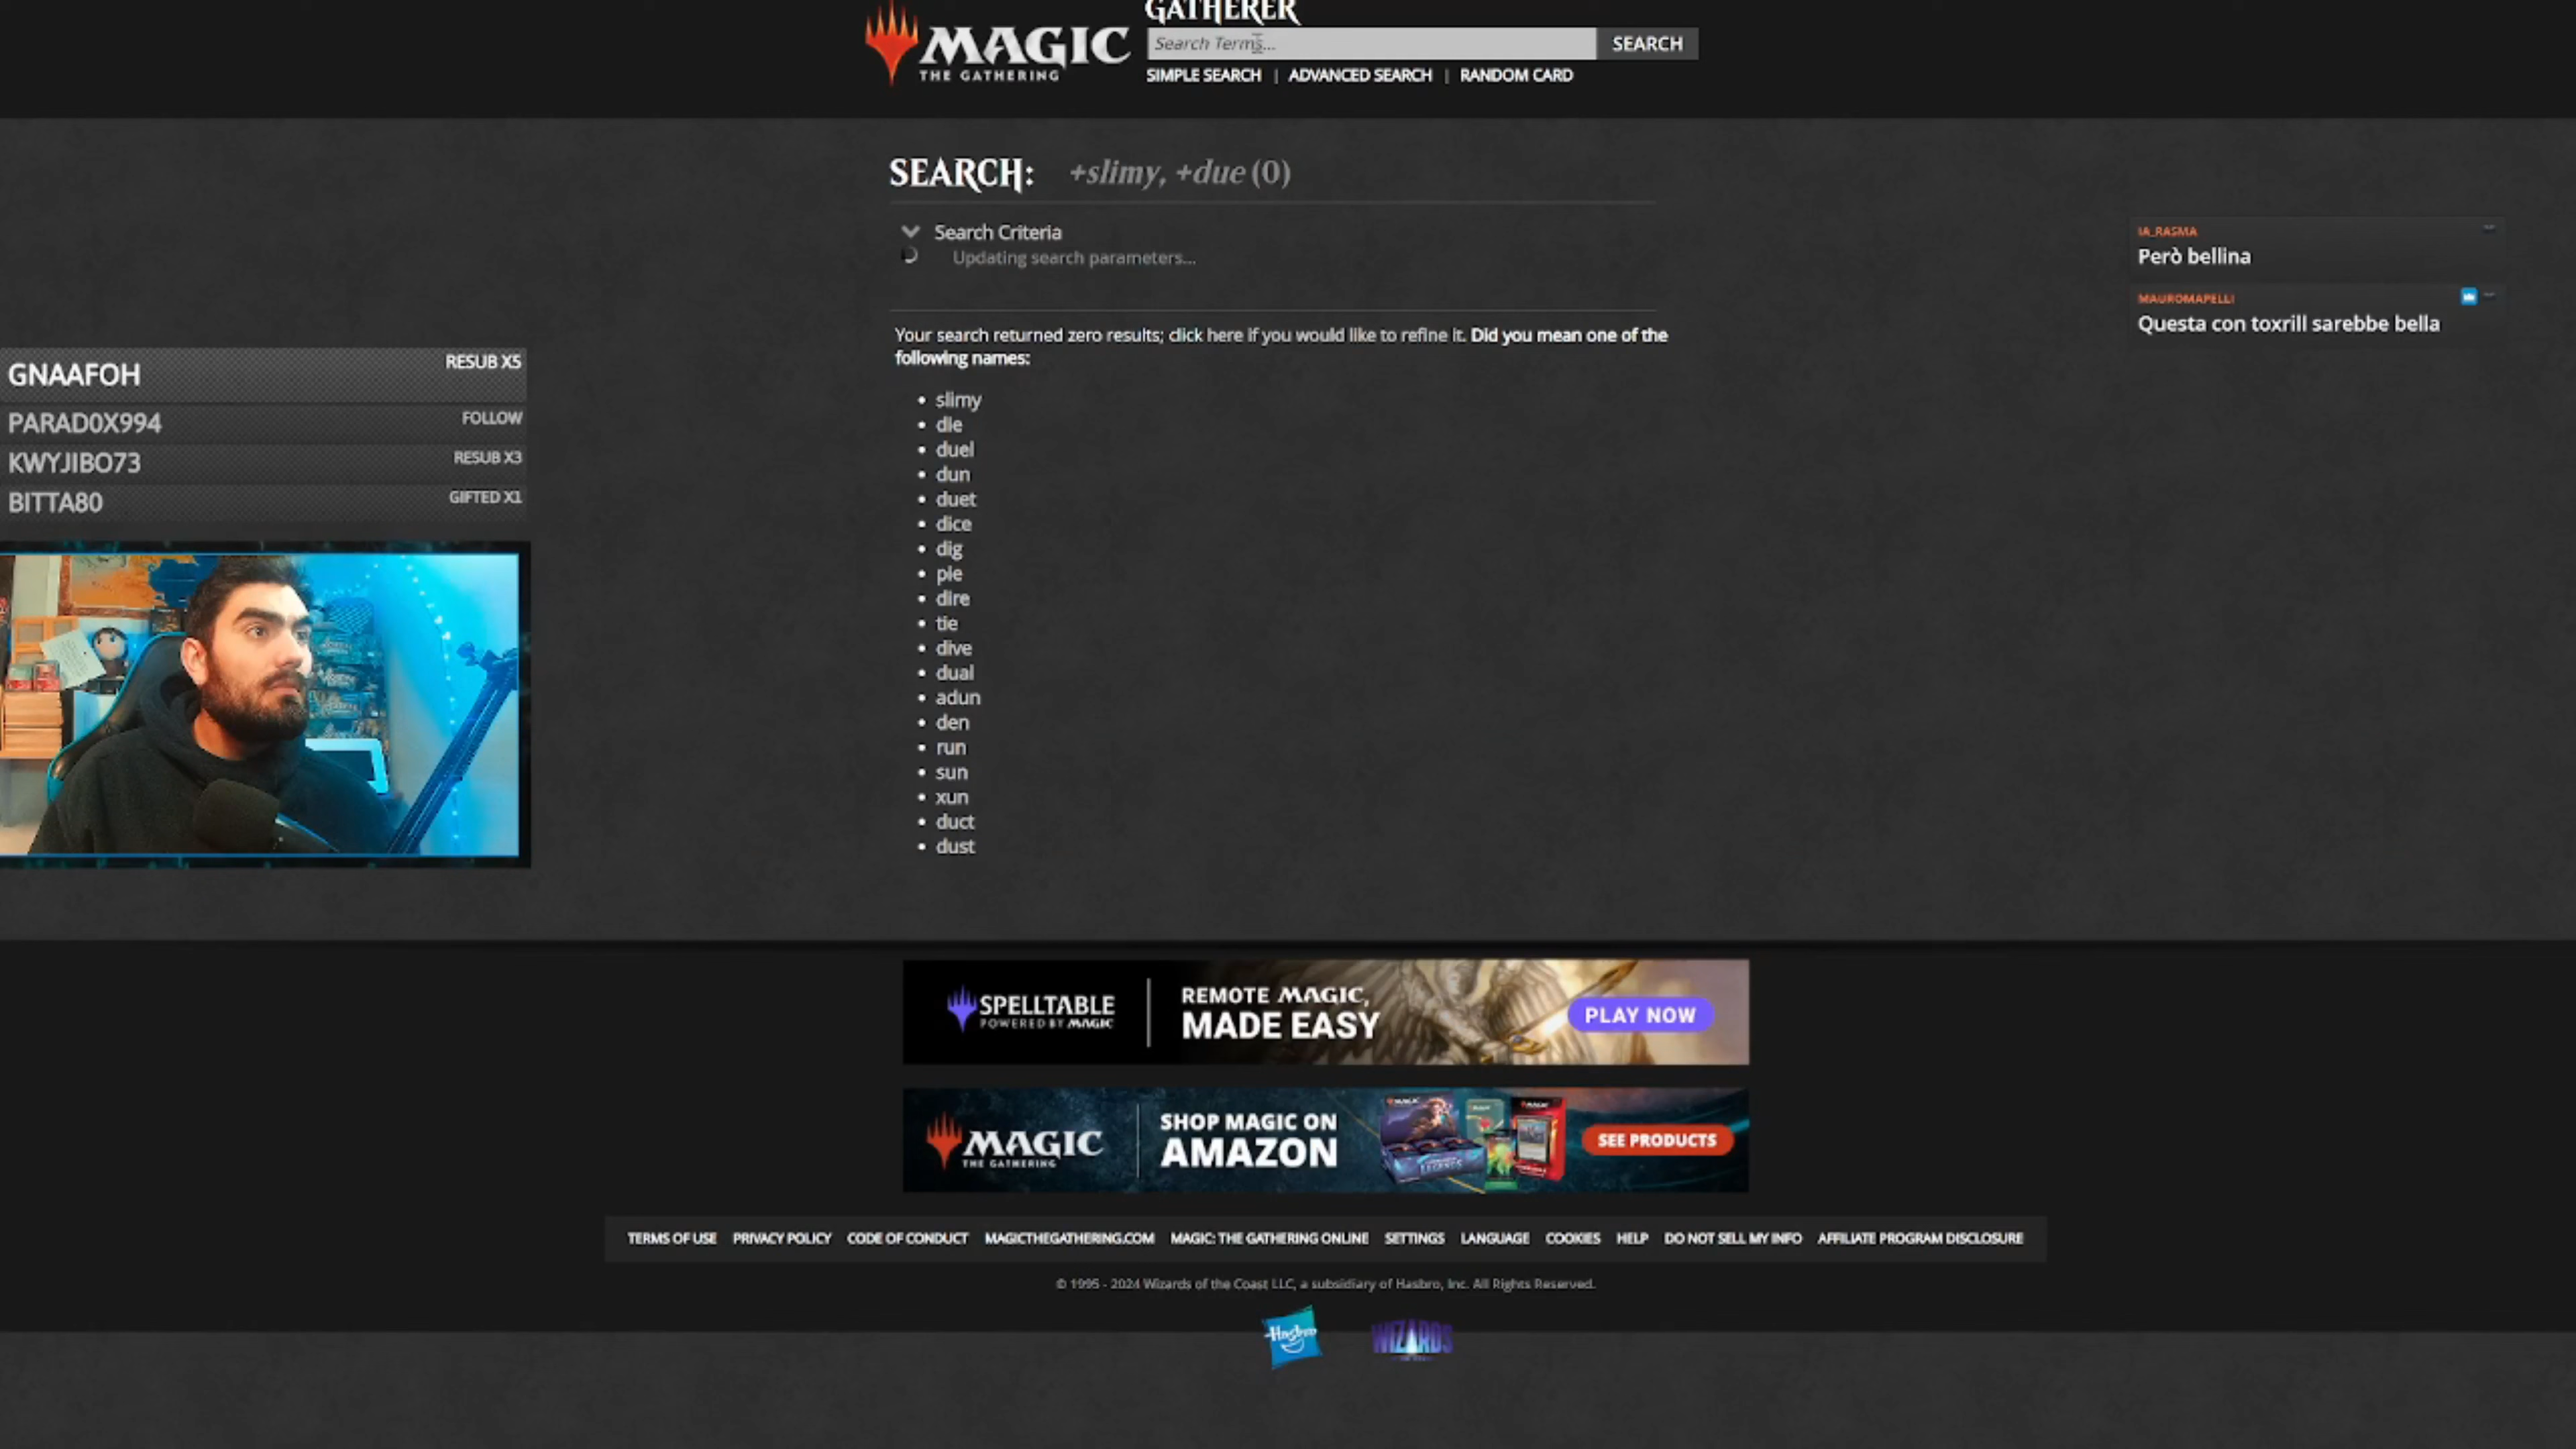 GATHERER
MAGIC
THE GATHERING
Search Terms...
SEARCH
SIMPLE SEARCH | ADVANCED SEARCH | RANDOM CARD
SEARCH: +slimy, +due (0)
Search Criteria
Updating search parameters...
IA_RASMA
Però bellina
MAUROMAPELLI
Questa con toxrill sarebbe bella
Your search returned zero results; click here if you would like to refine it. Did you mean one of the
following names:
GNAAFOH RESUB X5
PARAD0X994 FOLLOW
KWYJIBO73 RESUB X3
BITTA80 GIFTED X1
• slimy
• die
• duel
• dun
• duet
• dice
• dig
• pie
• dire
• tie
• dive
• dual
• adun
• den
• run
• sun
• xun
• duct
• dust
SPELLTABLE
POWERED BY MAGIC
REMOTE MAGIC,
MADE EASY
PLAY NOW
MAGIC
THE GATHERING
SHOP MAGIC ON
AMAZON
SEE PRODUCTS
TERMS OF USE PRIVACY POLICY CODE OF CONDUCT MAGICTHEGATHERING.COM MAGIC: THE GATHERING ONLINE SETTINGS LANGUAGE COOKIES HELP DO NOT SELL MY INFO AFFILIATE PROGRAM DISCLOSURE
© 1995 - 2024 Wizards of the Coast LLC, a subsidiary of Hasbro, Inc. All Rights Reserved.
Hasbro
WIZARDS